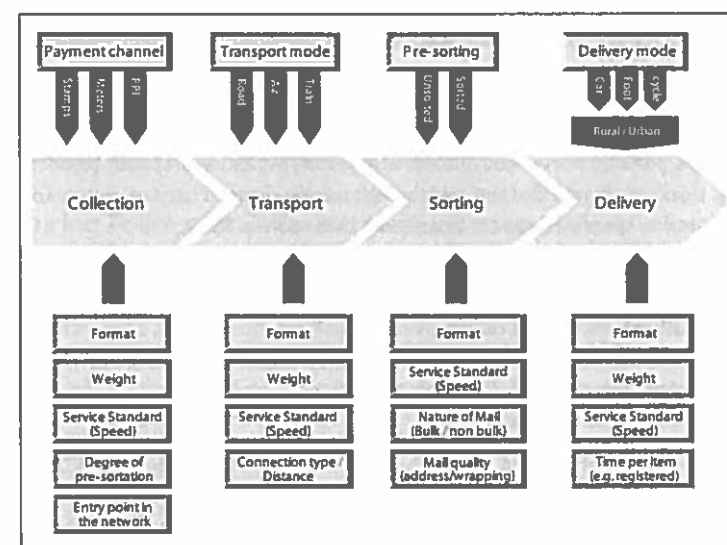 Payment channel
Transport mode
Pre-sorting
Delivery mode
Stamps
Meters
PPI
Road
Air
Train
Unsorted
Sorted
Car
Foot
cycle
Rural / Urban
Collection
Transport
Sorting
Delivery
Format
Weight
Service Standard
(Speed)
Degree of
pre-sortation
Entry point in
the network
Format
Weight
Service Standard
(Speed)
Connection type /
Distance
Format
Service Standard
(Speed)
Nature of Mail
(Bulk / non bulk)
Mail quality
(address/wrapping)
Format
Weight
Service Standard
(Speed)
Time per item
(e.g. registered)